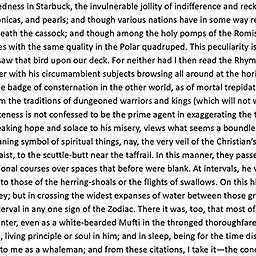 edness in Starbuck, the invulnerable jollity of indifference and reck
onicas, and pearls; and though various nations have in some way re
eath the cassock; and though among the holy pomps of the Romis
es with the same quality in the Polar quadruped. This peculiarity is
saw that bird upon our deck. For neither had I then read the Rhym
er with his circumambient subjects browsing all around at the hori
e badge of consternation in the other world, as of mortal trepidat
m the traditions of dungeoned warriors and kings (which will not w
teness is not confessed to be the prime agent in exaggerating the t
eaking hope and solace to his misery, views what seems a boundle
aning symbol of spiritual things, nay, the very veil of the Christian's
aist, to the scuttle-butt near the taffrail. In this manner, they passe
ional courses over spaces that before were blank. At intervals, he w
to those of the herring-shoals or the flights of swallows. On this hi
ey; but in crossing the widest expanses of water between those gr
erval in any one sign of the Zodiac. There it was, too, that most of
nter, even as a white-bearded Mufti in the thronged thoroughfare
, living principle or soul in him; and in sleep, being for the time dis
to me as a whaleman; and from these citations, I take it—the con